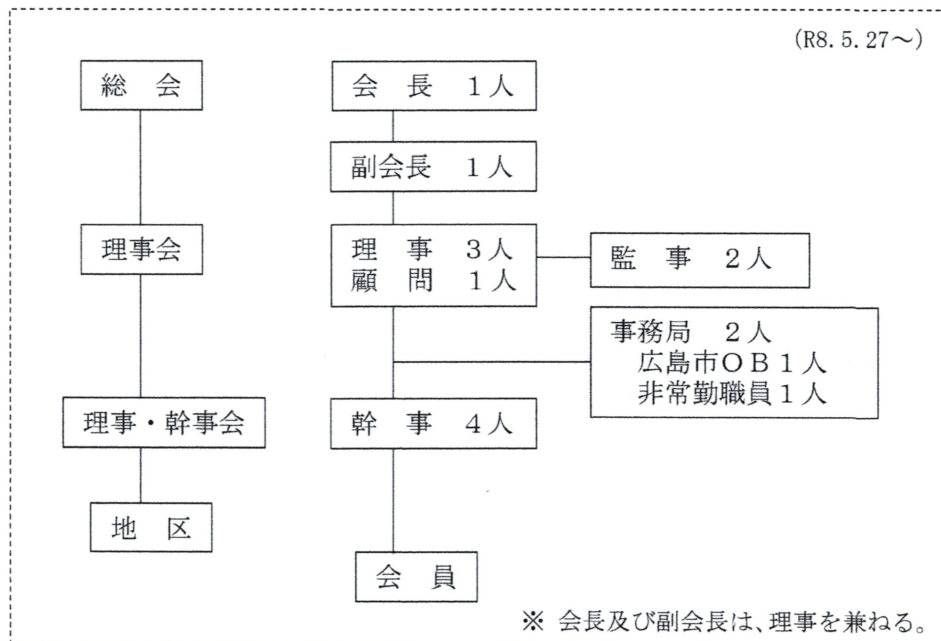 (R8.5.27～)
総　会
会　長　１人
副会長　１人
理事会
理　事　３人
顧　問　１人
監　事　２人
事務局　２人
広島市ＯＢ１人
非常勤職員１人
理事・幹事会
幹　事　４人
地　区
会　員
※ 会長及び副会長は、理事を兼ねる。